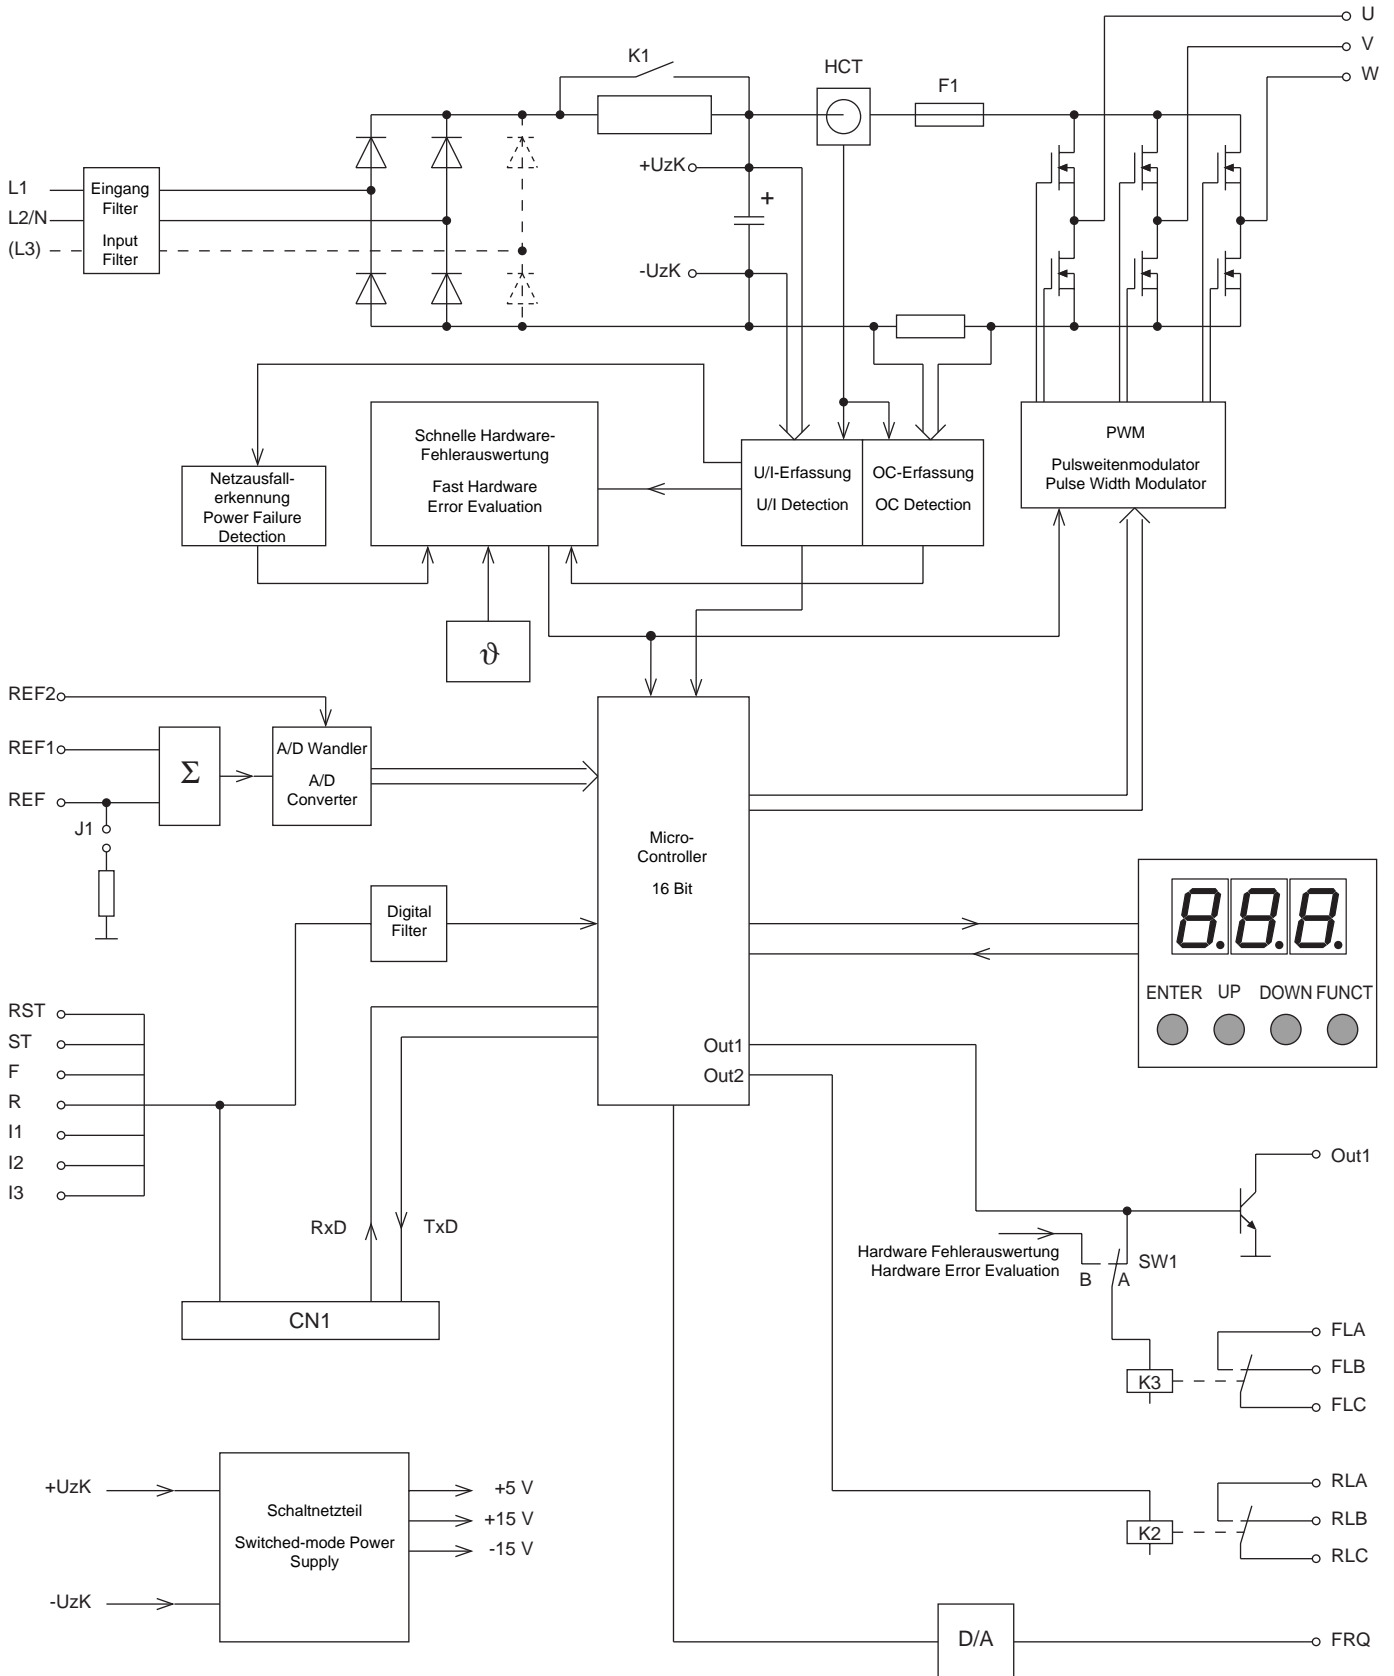 U
V
W
K1
HCT
F1
+UzK
+
-UzK
L1
L2/N
(L3)
Eingang
Filter
Input
Filter
Netzausfall-
erkennung
Power Failure
Detection
Schnelle Hardware-
Fehlerauswertung
Fast Hardware
Error Evaluation
U/I-Erfassung
U/I Detection
OC-Erfassung
OC Detection
PWM
Pulsweitenmodulator
Pulse Width Modulator
ϑ
REF2
REF1
REF
J1
Σ
A/D Wandler
A/D
Converter
Micro-
Controller
16 Bit
Digital
Filter
8.8.8.
ENTER UP DOWN FUNCT
RST
ST
F
R
I1
I2
I3
Out1
Out2
RxD
TxD
CN1
Out1
Hardware Fehlerauswertung
Hardware Error Evaluation
B
A
SW1
K3
FLA
FLB
FLC
+UzK
-UzK
Schaltnetzteil
Switched-mode Power
Supply
+5 V
+15 V
-15 V
K2
RLA
RLB
RLC
D/A
FRQ